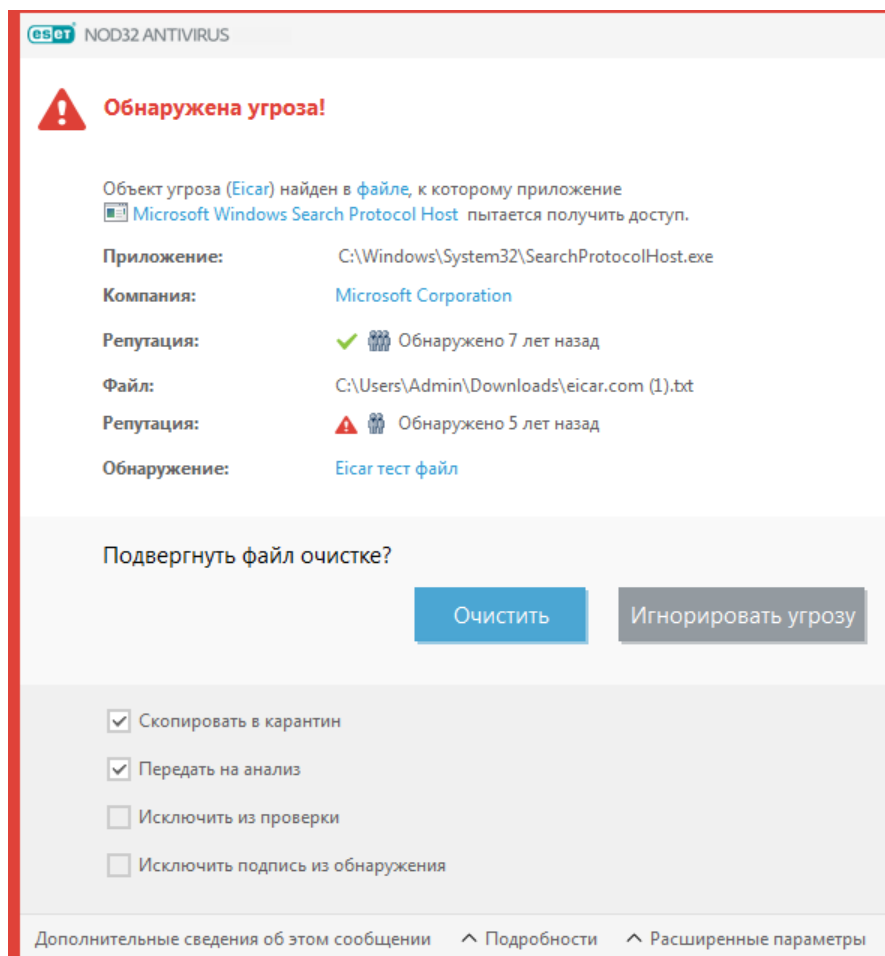 eset NOD32 ANTIVIRUS
Обнаружена угроза!
Объект угроза (Eicar) найден в файле, к которому приложение
Microsoft Windows Search Protocol Host пытается получить доступ.
Приложение: C:\Windows\System32\SearchProtocolHost.exe
Компания: Microsoft Corporation
Репутация: Обнаружено 7 лет назад
Файл: C:\Users\Admin\Downloads\eicar.com (1).txt
Репутация: Обнаружено 5 лет назад
Обнаружение: Eicar тест файл
Подвергнуть файл очистке?
Очистить Игнорировать угрозу
Скопировать в карантин
Передать на анализ
Исключить из проверки
Исключить подпись из обнаружения
Дополнительные сведения об этом сообщении Подробности Расширенные параметры